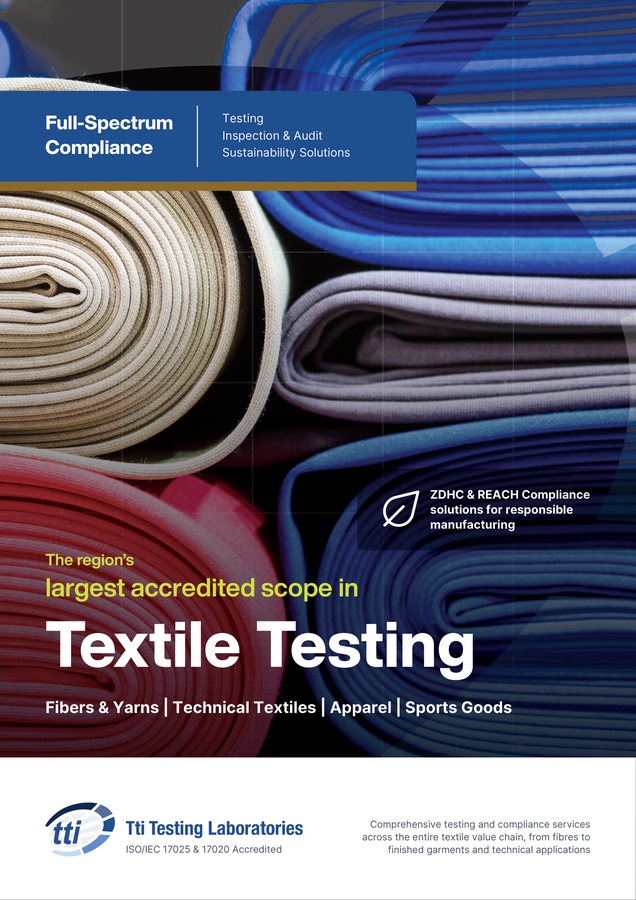 Full-Spectrum
Compliance
Testing
Inspection & Audit
Sustainability Solutions
ZDHC & REACH Compliance
solutions for responsible
manufacturing
The region's
largest accredited scope in
Textile Testing
Fibers & Yarns | Technical Textiles | Apparel | Sports Goods
tti
Tti Testing Laboratories
ISO/IEC 17025 & 17020 Accredited
Comprehensive testing and compliance services
across the entire textile value chain, from fibres to
finished garments and technical applications